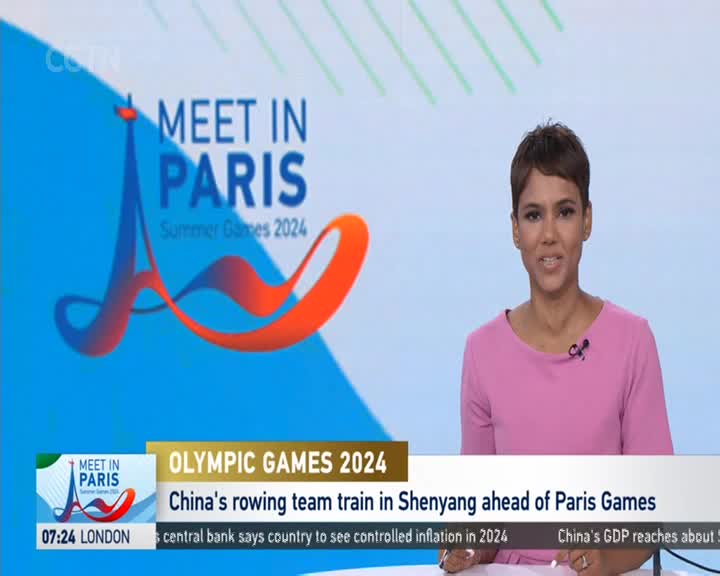 CGTN
MEET IN
PARIS
Summer Games 2024
OLYMPIC GAMES 2024
MEET IN
PARIS
Summer Games 2024
China's rowing team train in Shenyang ahead of Paris Games
07:24 LONDON
s central bank says country to see controlled inflation in 2024 China's GDP reaches about